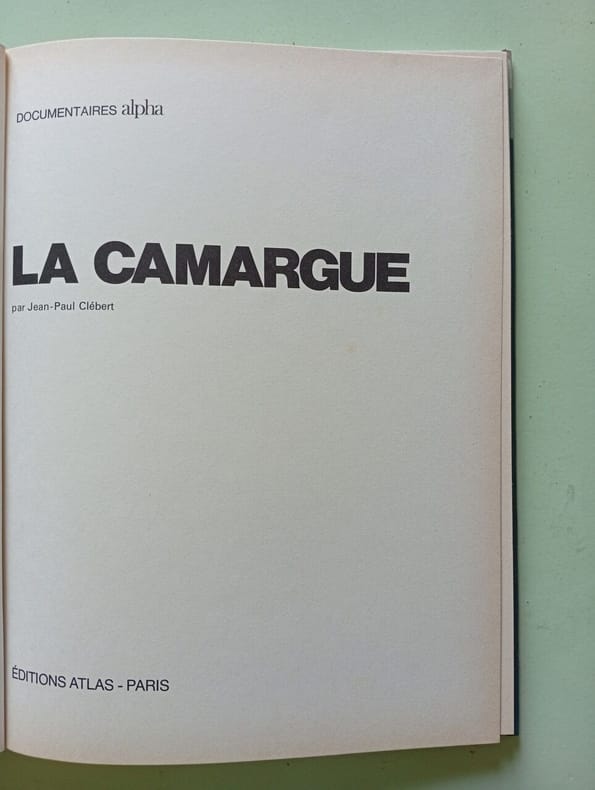 DOCUMENTAIRES alpha
LA CAMARGUE
par Jean-Paul Clébert
ÉDITIONS ATLAS - PARIS